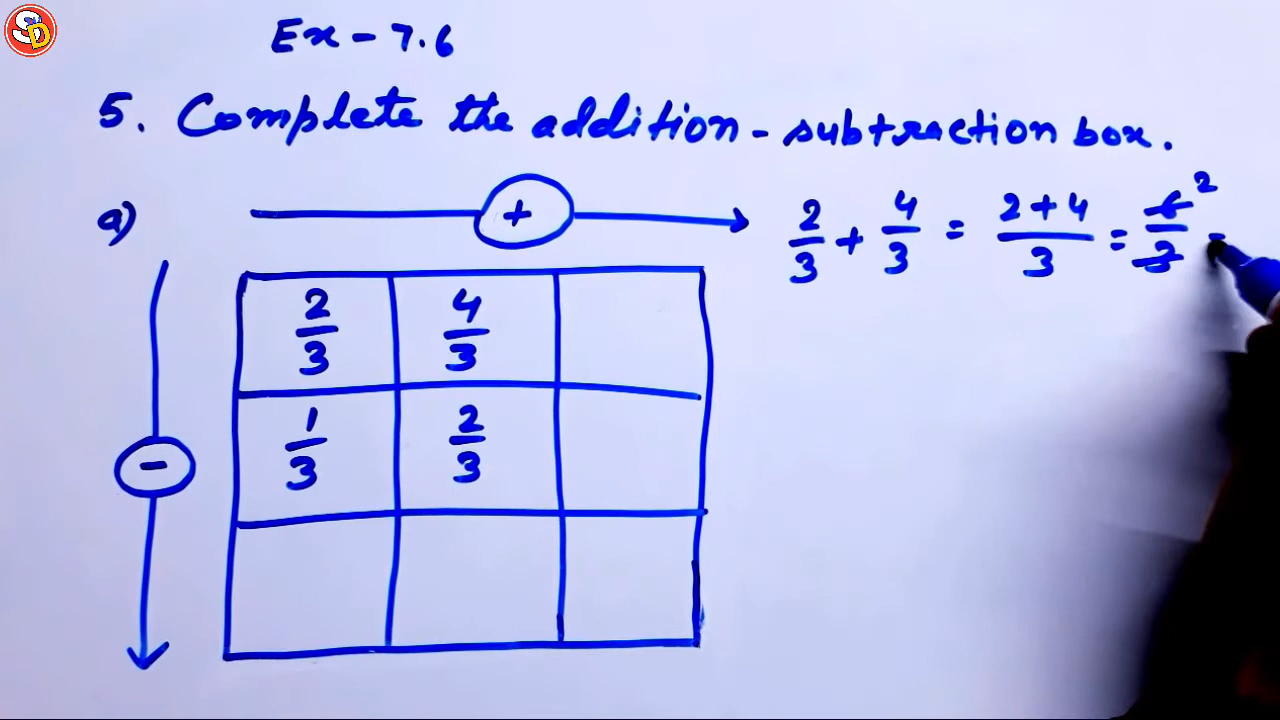 SD
Ex - 7.6
5. Complete the addition - subtraction box.
a) + 2/3 + 4/3 = (2+4)/3 = 6/3 2 =
2/3 4/3
1/3 2/3
-